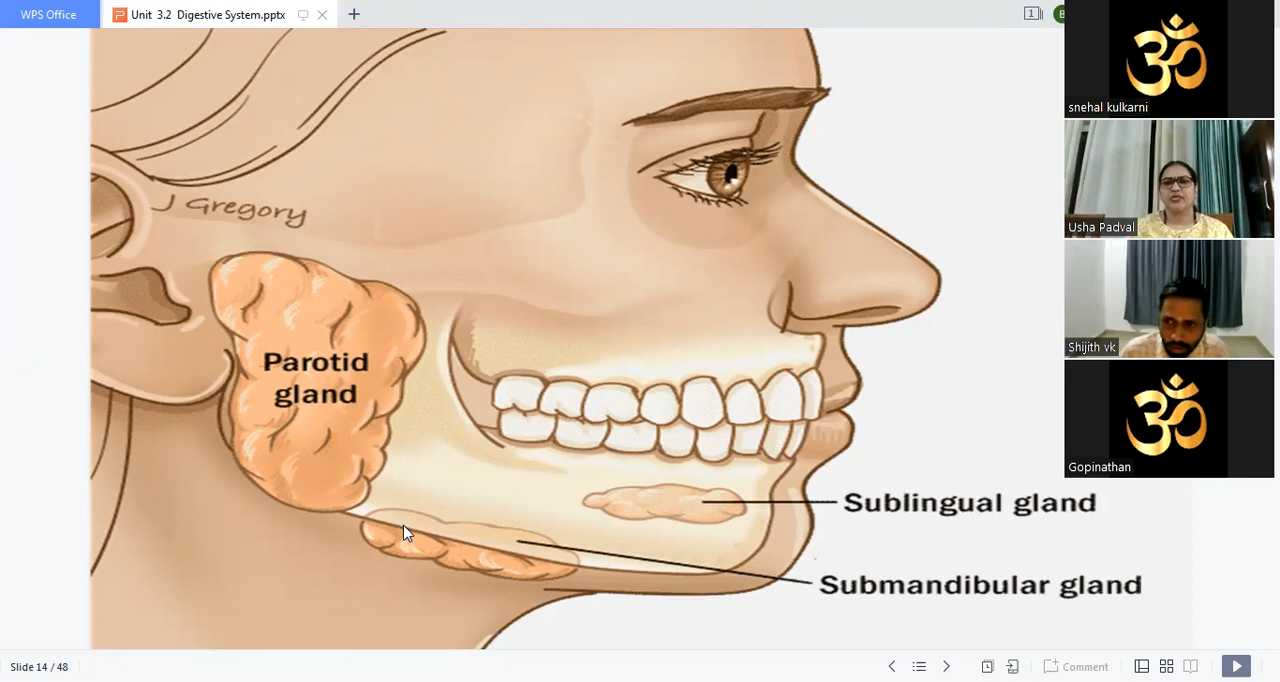 WPS Office
Unit 3.2 Digestive System.pptx
1
B
J Gregory
Parotid
gland
Sublingual gland
Submandibular gland
ॐ
snehal kulkarni
Usha Padval
Shijith vk
ॐ
Gopinathan
Slide 14 / 48
Comment